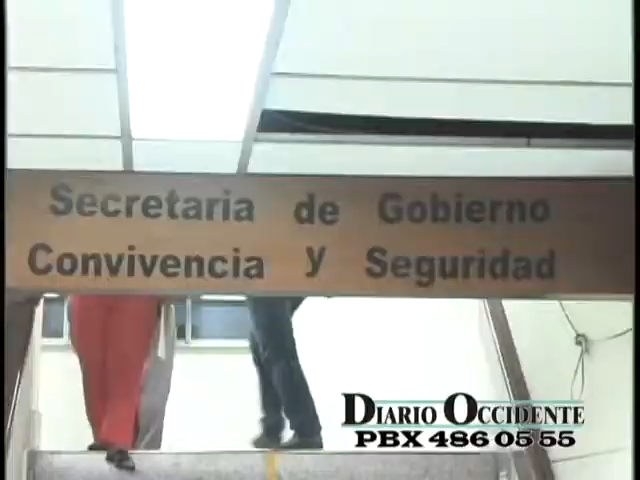 Secretaria de Gobierno
Convivencia y Seguridad
DIARIO OCCIDENTE
PBX 486 05 55